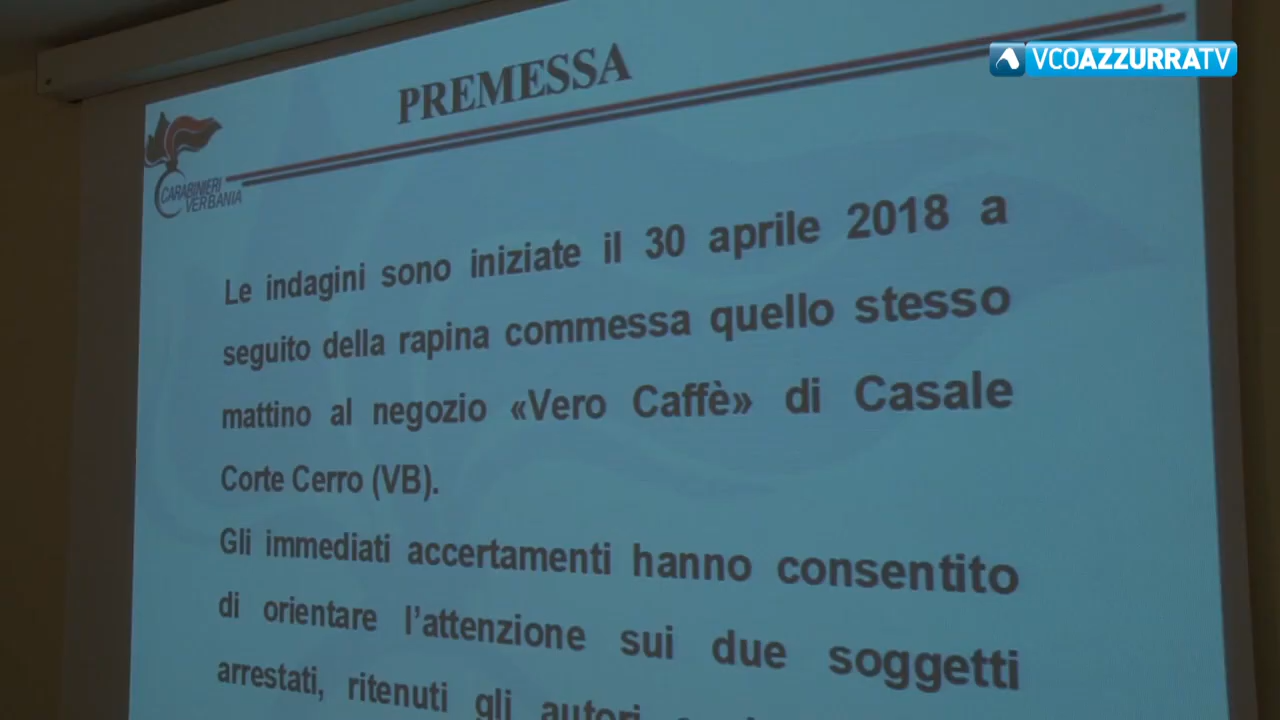 VCOAZZURRATV
PREMESSA
CARABINIERI
VERBANIA
Le indagini sono iniziate il 30 aprile 2018 a
seguito della rapina commessa quello stesso
mattino al negozio «Vero Caffè» di Casale
Corte Cerro (VB).
Gli immediati accertamenti hanno consentito
di orientare l'attenzione sui due soggetti
arrestati, ritenuti gli autori